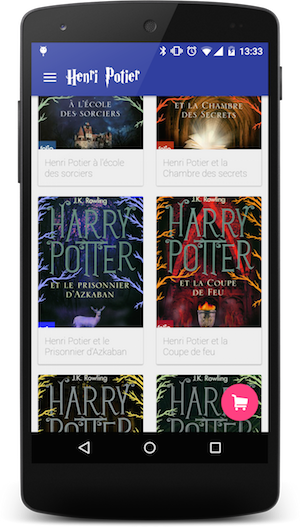 13:33
Henri Potier
À L'ÉCOLE
DES SORCIERS
ET LA CHAMBRE
DES SECRETS
folio
Henri Potier à l'école
des sorciers
Henri Potier et la
Chambre des secrets
J.K. Rowling
HARRY
POTTER
ET LE PRISONNIER
D'AZKABAN
J.K. Rowling
HARRY
POTTER
ET LA COUPE
DE FEU
Henri Potier et le
Prisonnier d'Azkaban
Henri Potier et la
Coupe de feu
J.K. Rowling
HARRY
POTTER
J.K. Rowling
HARRY
POTTER